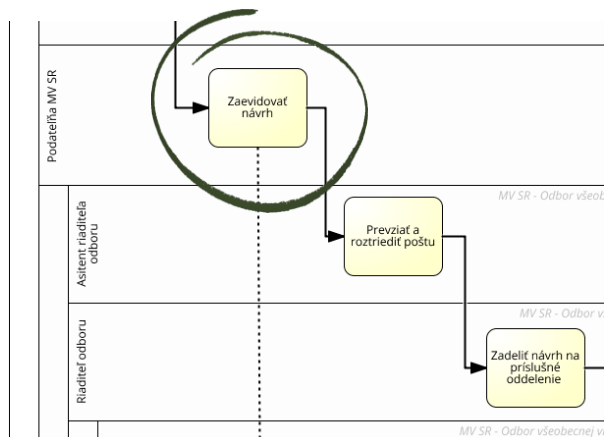 Podateľňa MV SR
Zaevidovať
návrh
MV SR - Odbor všeob
Asitent riaditeľa
odboru
Prevziať a
roztriediť poštu
MV SR - Odbor v
Riaditeľ odboru
Zadeliť návrh na
príslušné
oddelenie
MV SR - Odbor všeobecnej v